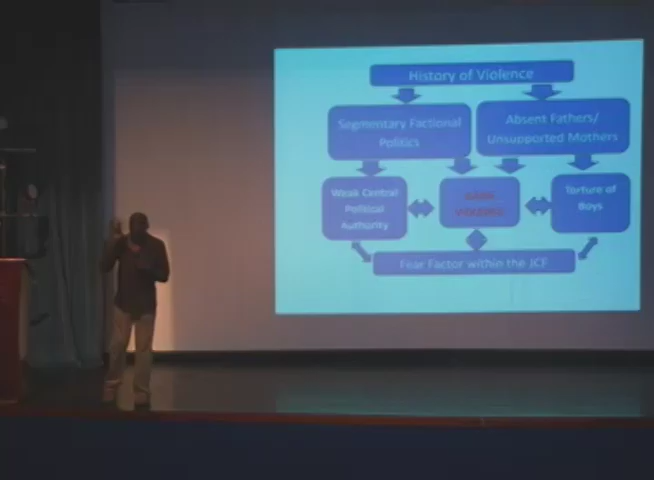 History of Violence
Segmentary Factional
Politics
Absent Fathers/
Unsupported Mothers
Weak Central
Political
Authority
VIOLENCE
Torture of
Boys
Fear Factor within the JCF